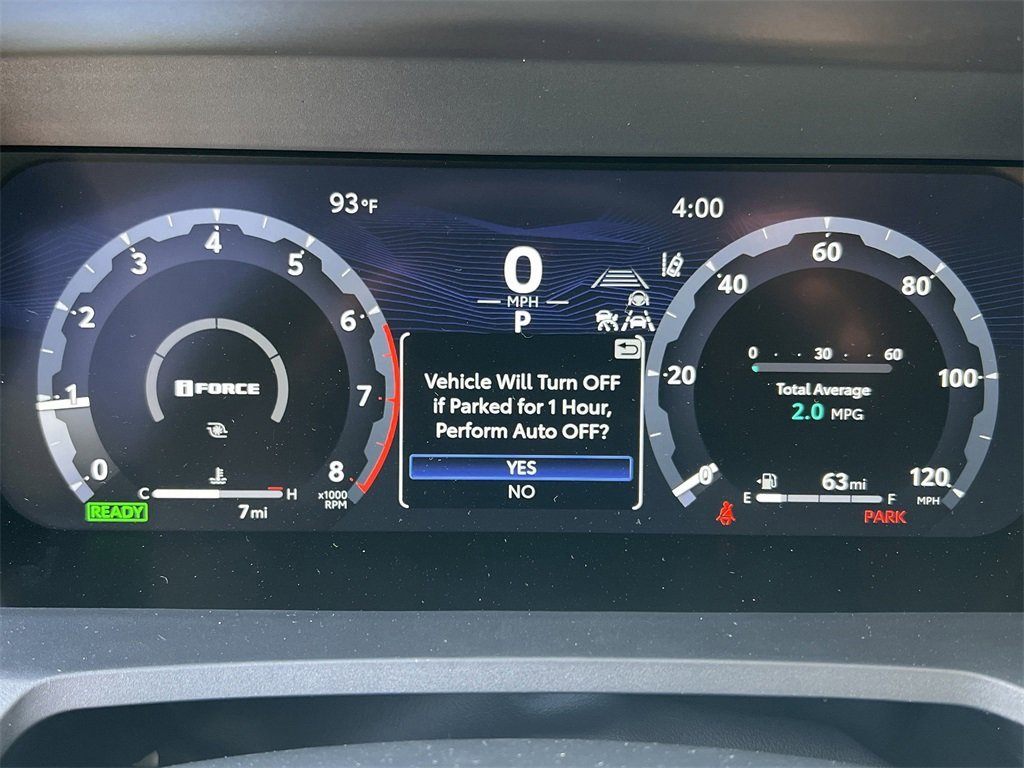 93°F
4:00
0
MPH
P
0
1
2
3
4
5
6
7
8
x1000
RPM
i FORCE
C
H
READY
7mi
Vehicle Will Turn OFF
if Parked for 1 Hour,
Perform Auto OFF?
YES
NO
0
20
40
60
80
100
120
MPH
0 30 60
Total Average
2.0 MPG
63mi
E
F
PARK